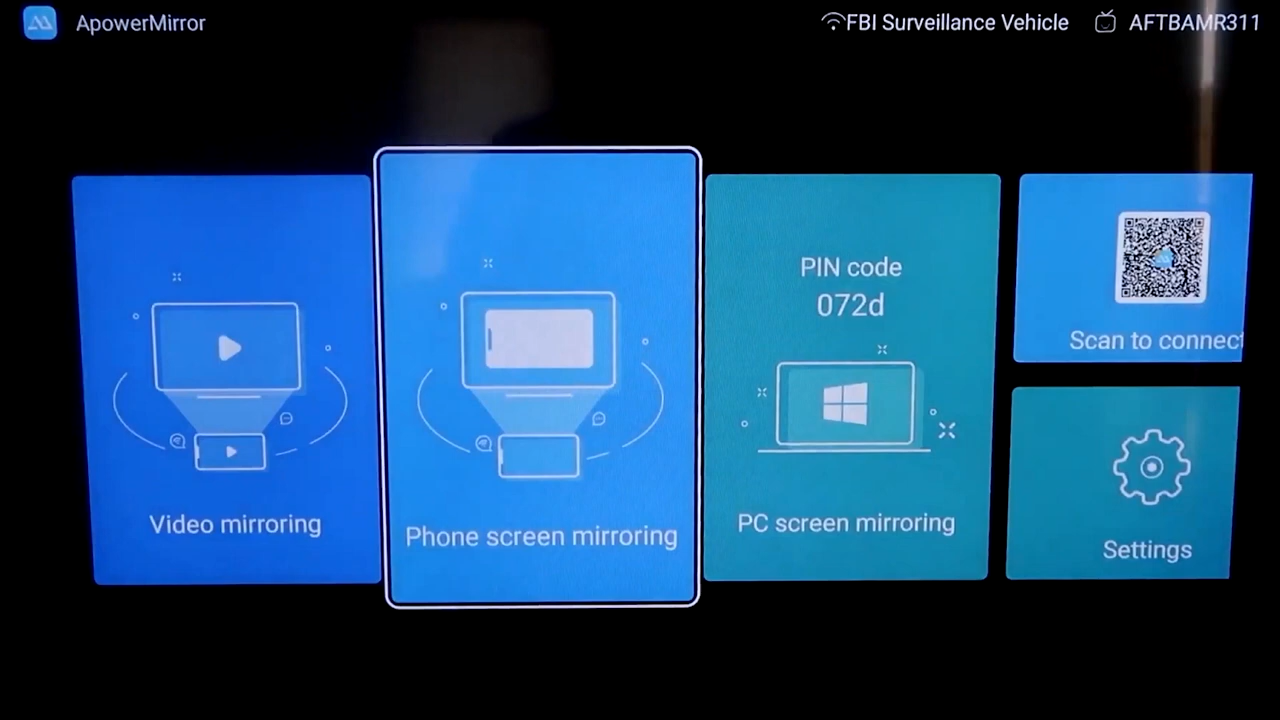 ApowerMirror
FBI Surveillance Vehicle
AFTBAMR311
Video mirroring
Phone screen mirroring
PIN code
072d
PC screen mirroring
Scan to connect
Settings